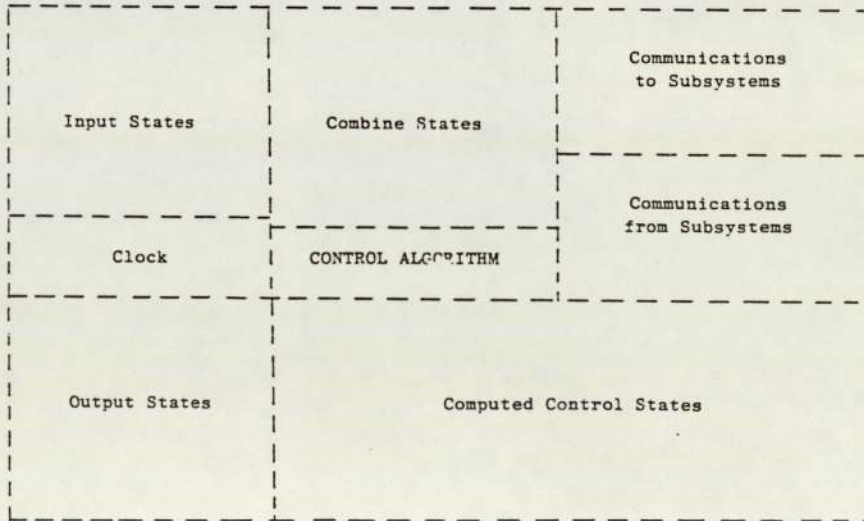 Communications
to Subsystems
Input States
Combine States
Communications
from Subsystems
Clock
CONTROL ALGORITHM
Output States
Computed Control States